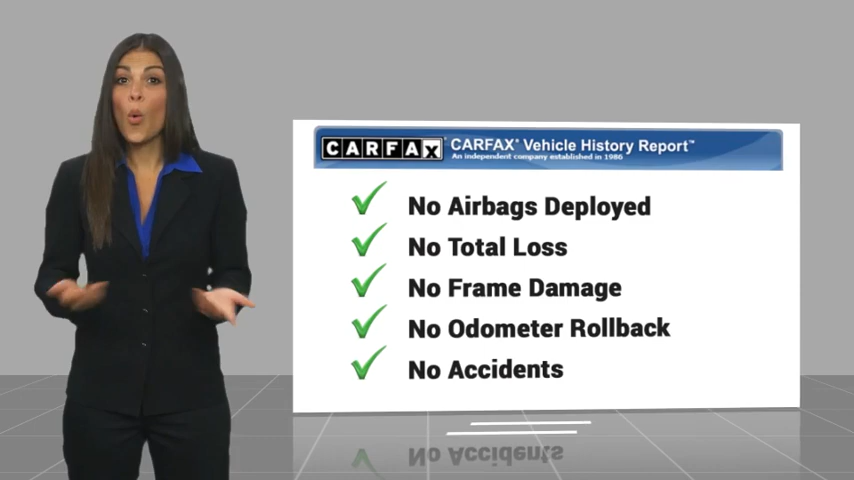 CARFAX CARFAX® Vehicle History Report™
An independent company established in 1986
No Airbags Deployed
No Total Loss
No Frame Damage
No Odometer Rollback
No Accidents
No Accidents